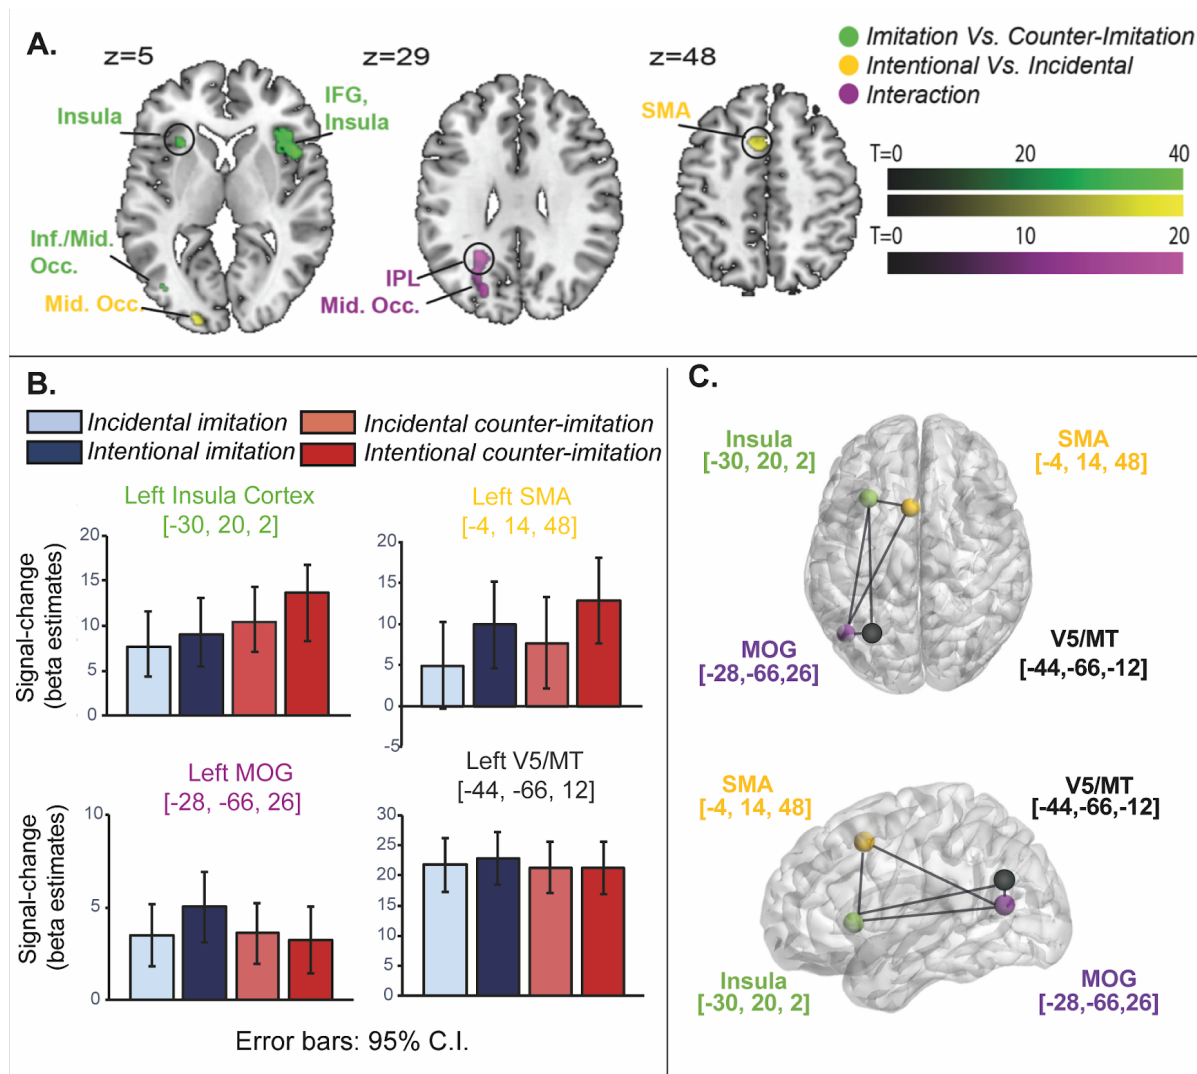 A.
z=5
z=29
z=48
Imitation Vs. Counter-Imitation
Intentional Vs. Incidental
Interaction
Insula
IFG,
Insula
SMA
Inf./Mid.
Occ.
Mid. Occ.
IPL
Mid. Occ.
T=0 20 40
T=0 10 20
B.
Incidental imitation
Incidental counter-imitation
Intentional imitation
Intentional counter-imitation
Left Insula Cortex
[-30, 20, 2]
Signal-change
(beta estimates)
20
15
10
5
0
Left SMA
[-4, 14, 48]
20
15
10
5
0
-5
Left MOG
[-28, -66, 26]
Signal-change
(beta estimates)
10
5
0
Left V5/MT
[-44, -66, 12]
30
25
20
15
10
5
0
Error bars: 95% C.I.
C.
Insula
[-30, 20, 2]
SMA
[-4, 14, 48]
MOG
[-28,-66,26]
V5/MT
[-44,-66,-12]
SMA
[-4, 14, 48]
V5/MT
[-44,-66,-12]
Insula
[-30, 20, 2]
MOG
[-28,-66,26]